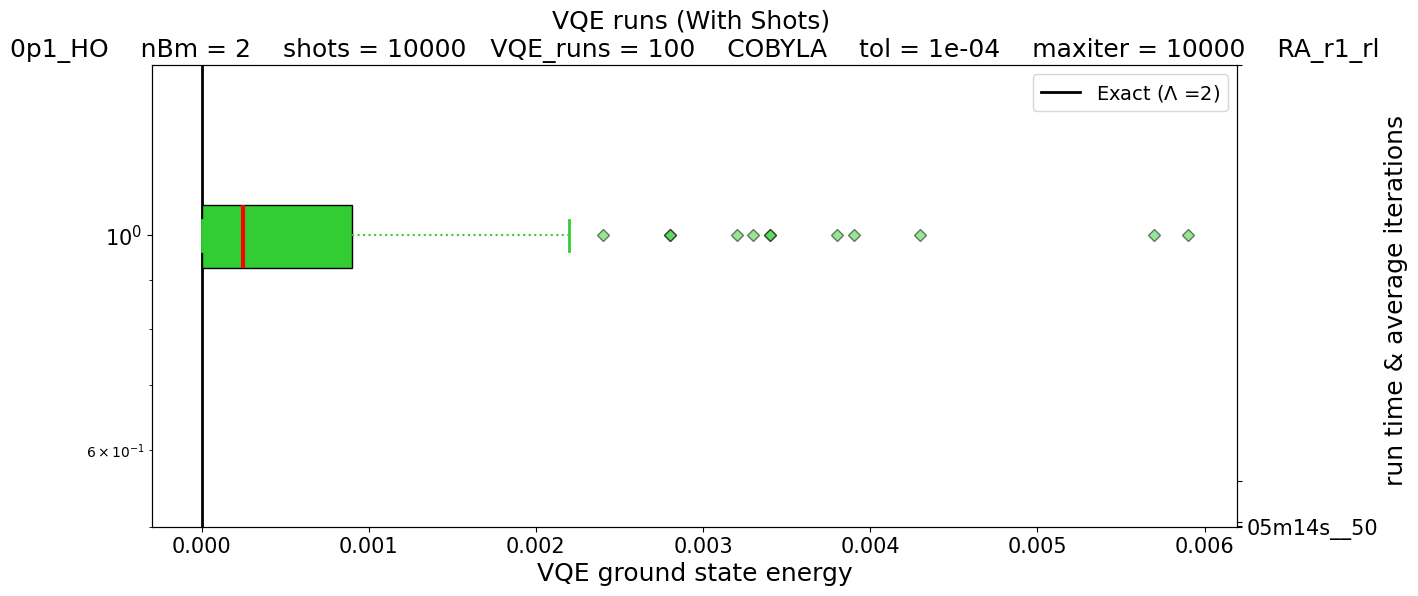 VQE runs (With Shots)
0p1_HO nBm = 2 shots = 10000 VQE_runs = 100 COBYLA tol = 1e-04 maxiter = 10000 RA_r1_rl
Exact (Λ =2)
10⁰
6 × 10⁻¹
run time & average iterations
05m14s__50
0.000 0.001 0.002 0.003 0.004 0.005 0.006
VQE ground state energy